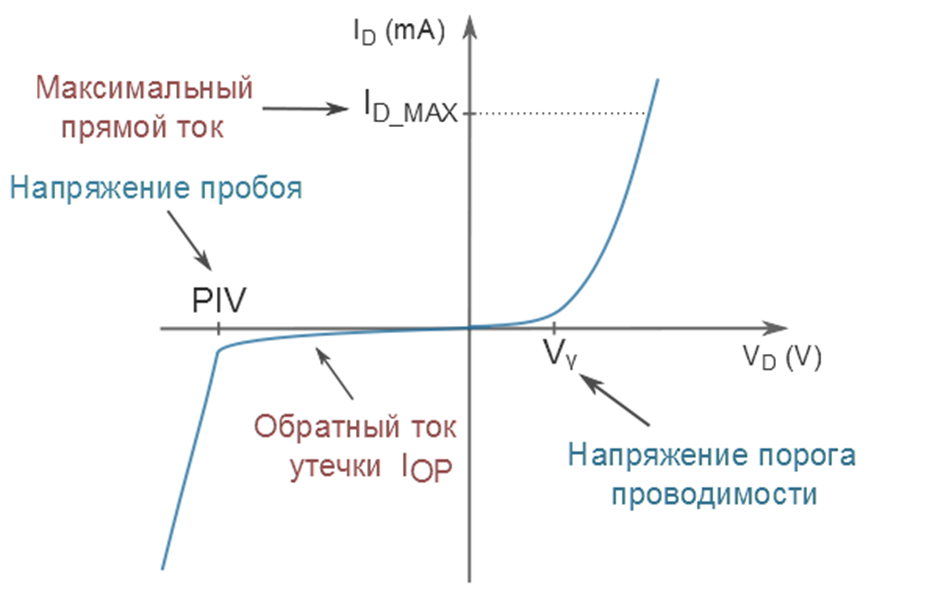 I_D (mA)
Максимальный
прямой ток
I_D_MAX
Напряжение пробоя
PIV
V_γ
V_D (V)
Обратный ток
утечки I_OP
Напряжение порога
проводимости